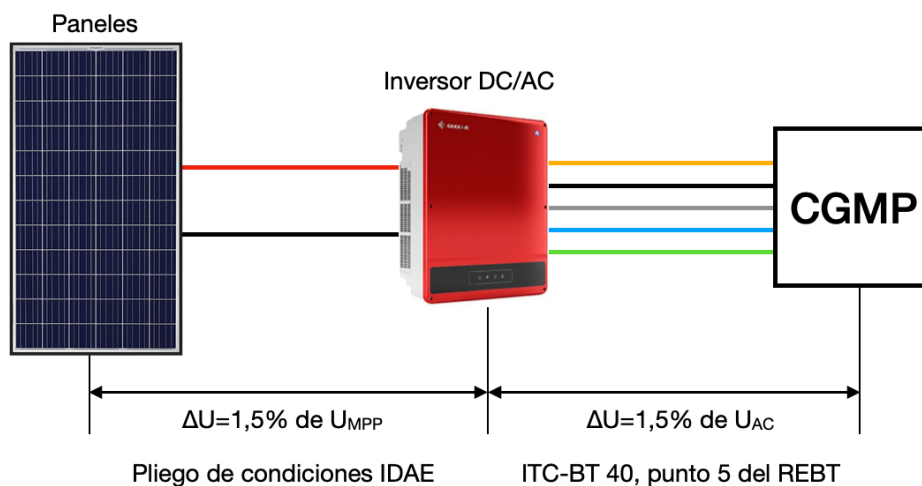 Paneles
Inversor DC/AC
CGMP
ΔU=1,5% de UMPP
ΔU=1,5% de UAC
Pliego de condiciones IDAE
ITC-BT 40, punto 5 del REBT